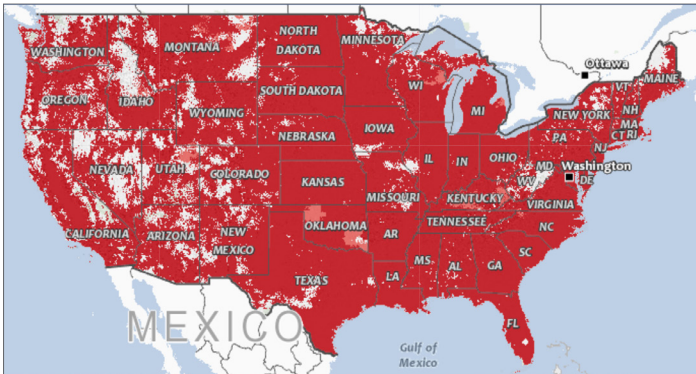 WASHINGTON
MONTANA
NORTH
DAKOTA
MINNESOTA
Ottawa
MAINE
OREGON
IDAHO
WYOMING
SOUTH DAKOTA
WI
MI
NEW YORK
VT
NH
MA
CT RI
NEBRASKA
IOWA
PA
NJ
NEVADA
UTAH
COLORADO
KANSAS
MISSOURI
IL
IN
OHIO
MD
Washington
DE
WV
KENTUCKY
VIRGINIA
CALIFORNIA
ARIZONA
NEW
MEXICO
OKLAHOMA
AR
TENNESSEE
NC
SC
TEXAS
LA
MS
AL
GA
FL
MEXICO
Gulf of
Mexico